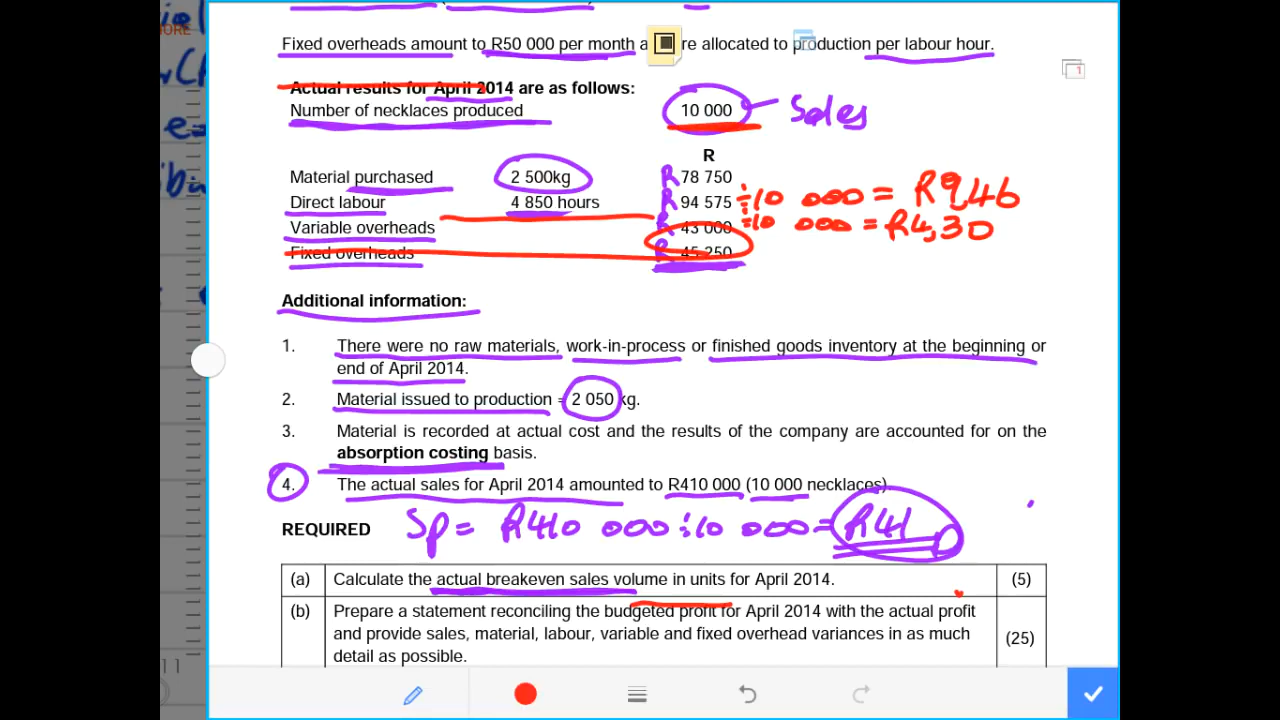 Fixed overheads amount to R50 000 per month a re allocated to production per labour hour.
Actual results for April 2014 are as follows:
Number of necklaces produced 10 000 Sales
R
Material purchased 2 500kg R 78 750
Direct labour 4 850 hours R 94 575 ÷10 000 = R9,46
Variable overheads R 43 000 ÷10 000 = R4,30
Fixed overheads R 45 250
Additional information:
1. There were no raw materials, work-in-process or finished goods inventory at the beginning or
end of April 2014.
2. Material issued to production = 2 050 kg.
3. Material is recorded at actual cost and the results of the company are accounted for on the
absorption costing basis.
4. The actual sales for April 2014 amounted to R410 000 (10 000 necklaces).
REQUIRED Sp = R410 000 ÷10 000 = R41
(a) Calculate the actual breakeven sales volume in units for April 2014. (5)
(b) Prepare a statement reconciling the budgeted profit for April 2014 with the actual profit
and provide sales, material, labour, variable and fixed overhead variances in as much (25)
detail as possible.